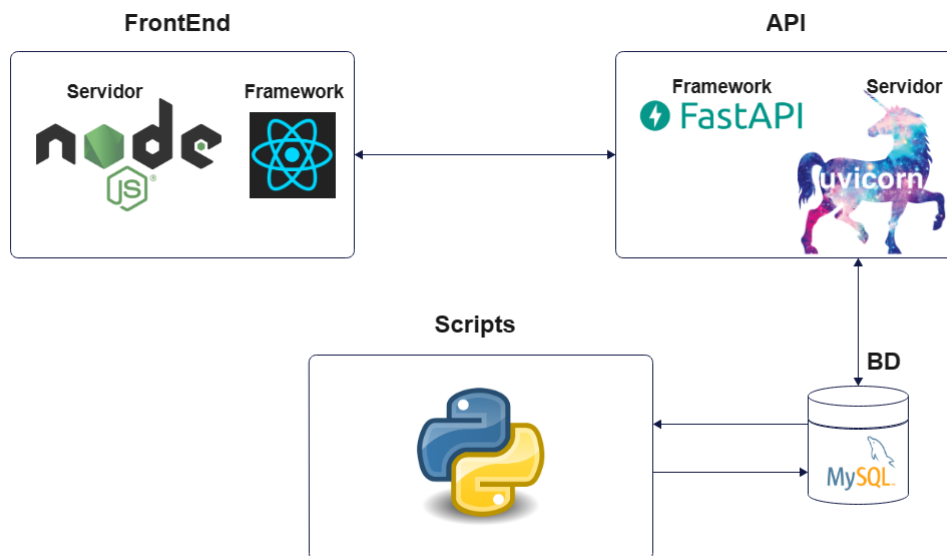 FrontEnd
API
Servidor
Framework
node
JS
Framework
Servidor
FastAPI
uvicorn
Scripts
BD
MySQL